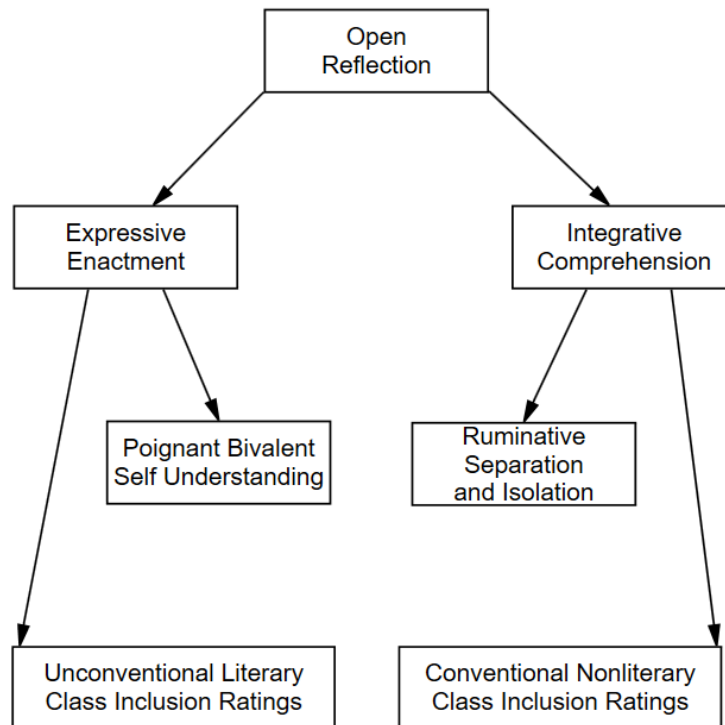 Open
Reflection
Expressive
Enactment
Integrative
Comprehension
Poignant Bivalent
Self Understanding
Ruminative
Separation
and Isolation
Unconventional Literary
Class Inclusion Ratings
Conventional Nonliterary
Class Inclusion Ratings